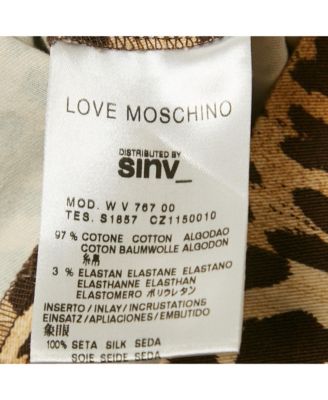 LOVE MOSCHINO
DISTRIBUTED BY
sinv_
MOD. W V 767 00
TES. S1857 CZ1150010
97 % COTONE COTTON ALGODAO
COTON BAUMWOLLE ALGODON
3 % ELASTAN ELASTANE ELASTANO
ELASTHANNE ELASTHAN
ELASTOMERO ポリウレタン
INSERTO / INLAY / INCRUSTATIONS
EINSATZ / APLIACIONES / EMBUTIDO
100% SETA SILK SEDA
SOIE SEIDE SEDA